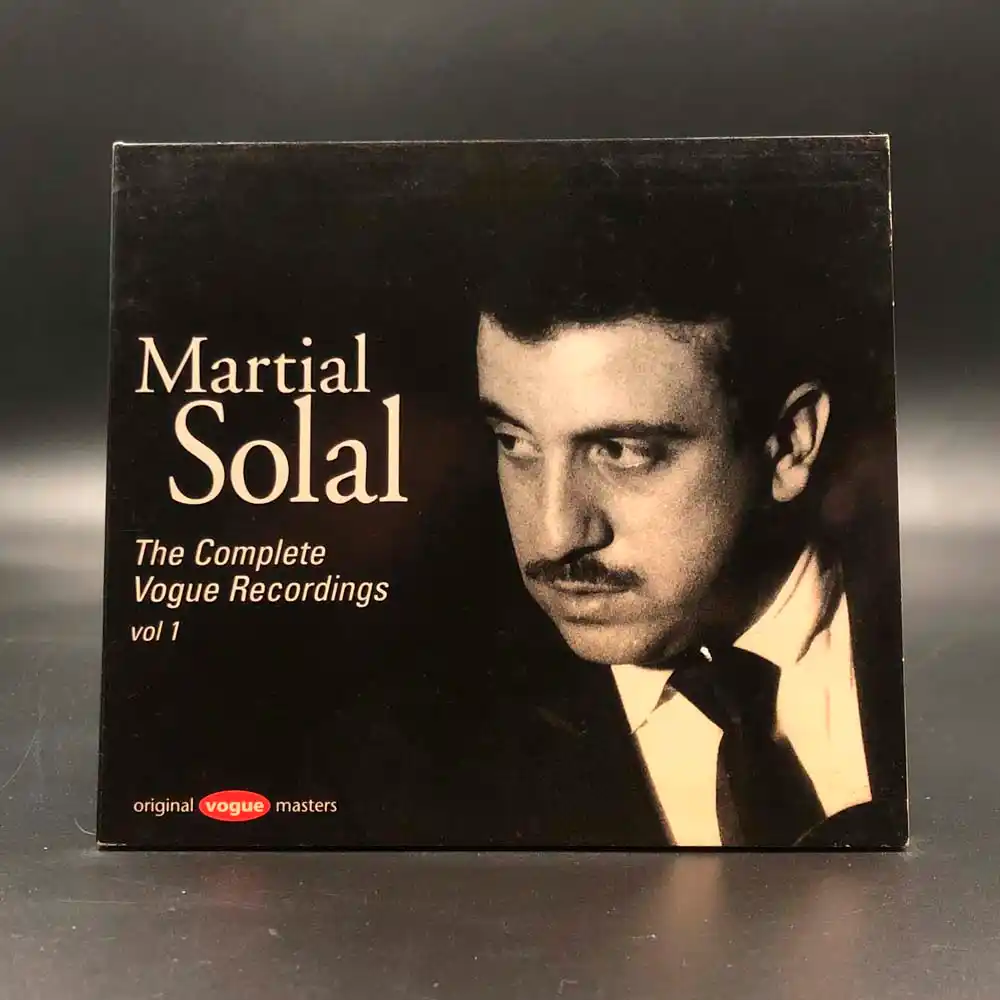 Martial
Solal
The Complete
Vogue Recordings
vol 1
original vogue masters